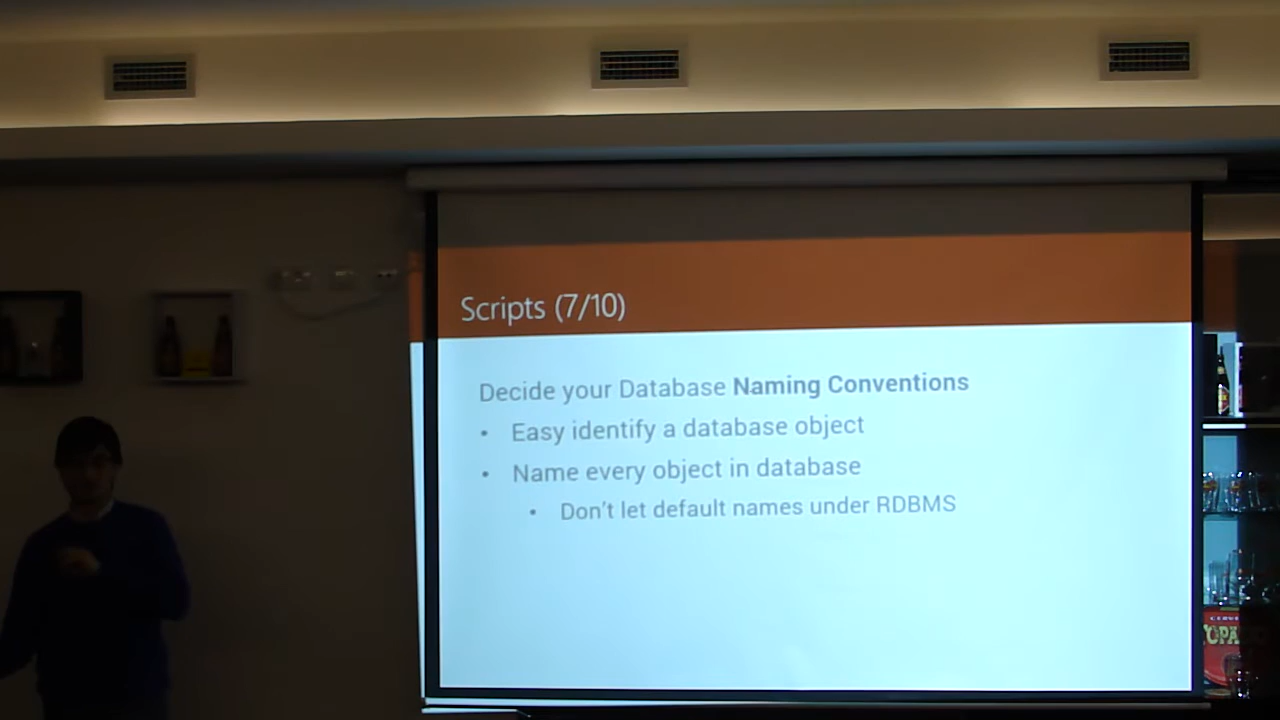 Scripts (7/10)
Decide your Database Naming Conventions
• Easy identify a database object
• Name every object in database
• Don't let default names under RDBMS